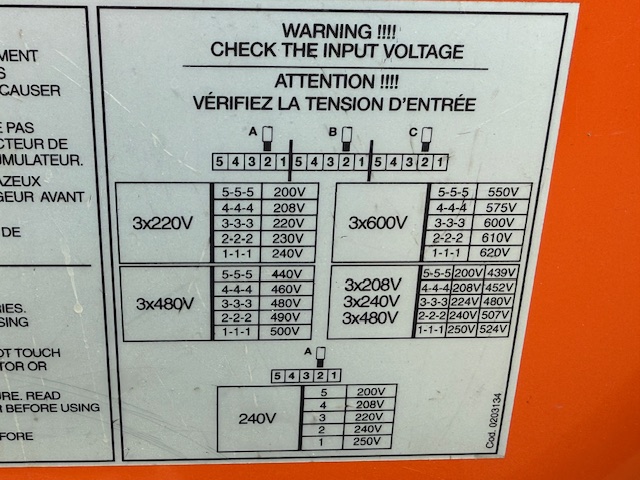 MENT
S
CAUSER
E PAS
CTEUR DE
UMULATEUR.
AZEUX
GEUR AVANT
DE
IES.
SING
OT TOUCH
TOR OR
URE. READ
R BEFORE USING
FORE
WARNING !!!!
CHECK THE INPUT VOLTAGE
ATTENTION !!!!
VÉRIFIEZ LA TENSION D'ENTRÉE
A B C
5 4 3 2 1 5 4 3 2 1 5 4 3 2 1
3x220V
5-5-5 200V
4-4-4 208V
3-3-3 220V
2-2-2 230V
1-1-1 240V
3x600V
5-5-5 550V
4-4-4 575V
3-3-3 600V
2-2-2 610V
1-1-1 620V
3x480V
5-5-5 440V
4-4-4 460V
3-3-3 480V
2-2-2 490V
1-1-1 500V
3x208V
3x240V
3x480V
5-5-5 200V 439V
4-4-4 208V 452V
3-3-3 224V 480V
2-2-2 240V 507V
1-1-1 250V 524V
A
5 4 3 2 1
240V
5 200V
4 208V
3 220V
2 240V
1 250V
Cod. 0203134